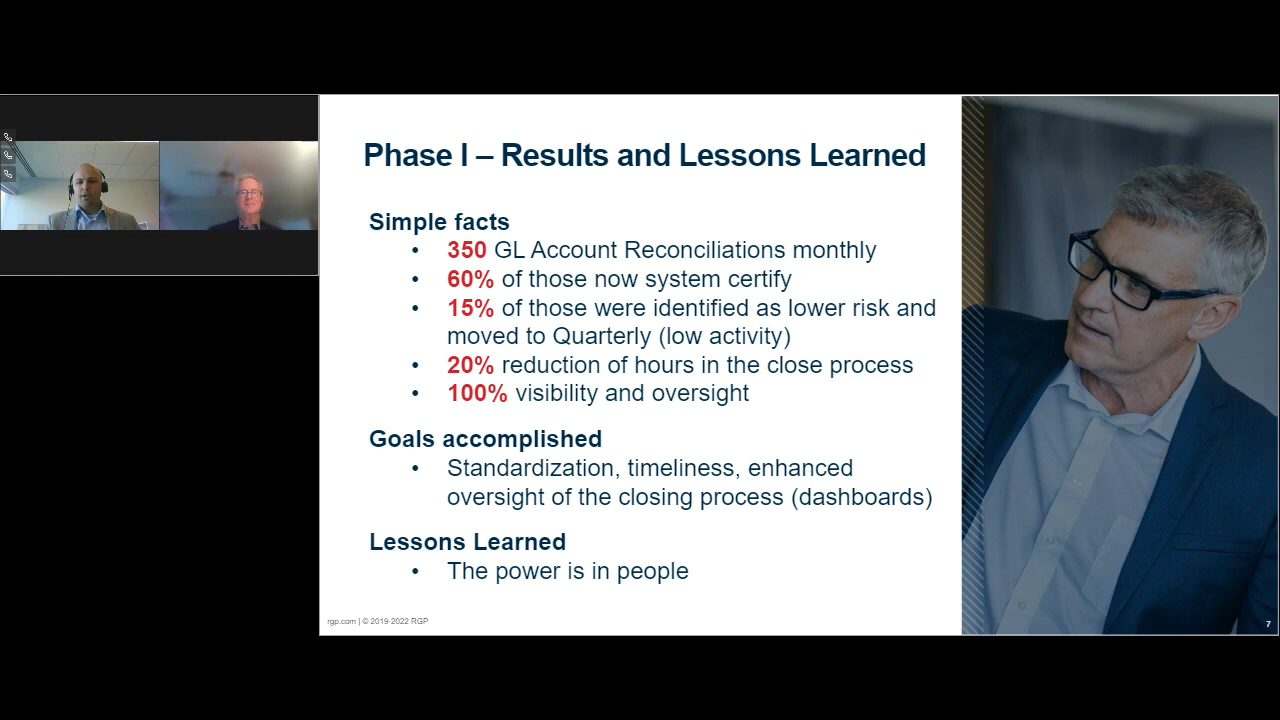 Phase I – Results and Lessons Learned
Simple facts
• 350 GL Account Reconciliations monthly
• 60% of those now system certify
• 15% of those were identified as lower risk and
moved to Quarterly (low activity)
• 20% reduction of hours in the close process
• 100% visibility and oversight
Goals accomplished
• Standardization, timeliness, enhanced
oversight of the closing process (dashboards)
Lessons Learned
• The power is in people
rgp.com | © 2019-2022 RGP
7